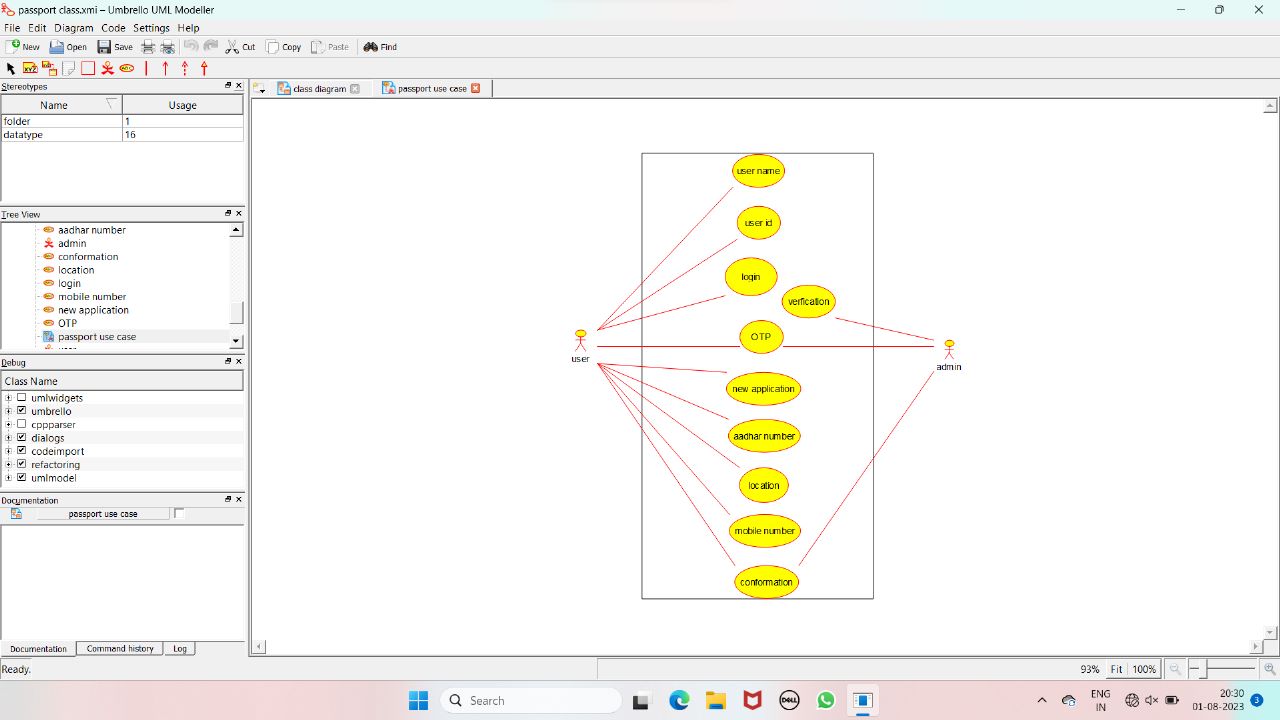 passport class.xmi – Umbrello UML Modeller
File Edit Diagram Code Settings Help
New Open Save Cut Copy Paste Find
Stereotypes
class diagram passport use case
Name Usage
folder 1
datatype 16
Tree View
aadhar number
admin
conformation
location
login
mobile number
new application
OTP
passport use case
Debug
Class Name
umlwidgets
umbrello
cppparser
dialogs
codeimport
refactoring
umlmodel
Documentation
passport use case
Documentation Command history Log
user name
user id
login
verfication
OTP
user
admin
new application
aadhar number
location
mobile number
conformation
Ready.
93% Fit 100%
Search
DELL
ENG
IN
20:30
01-08-2023
3